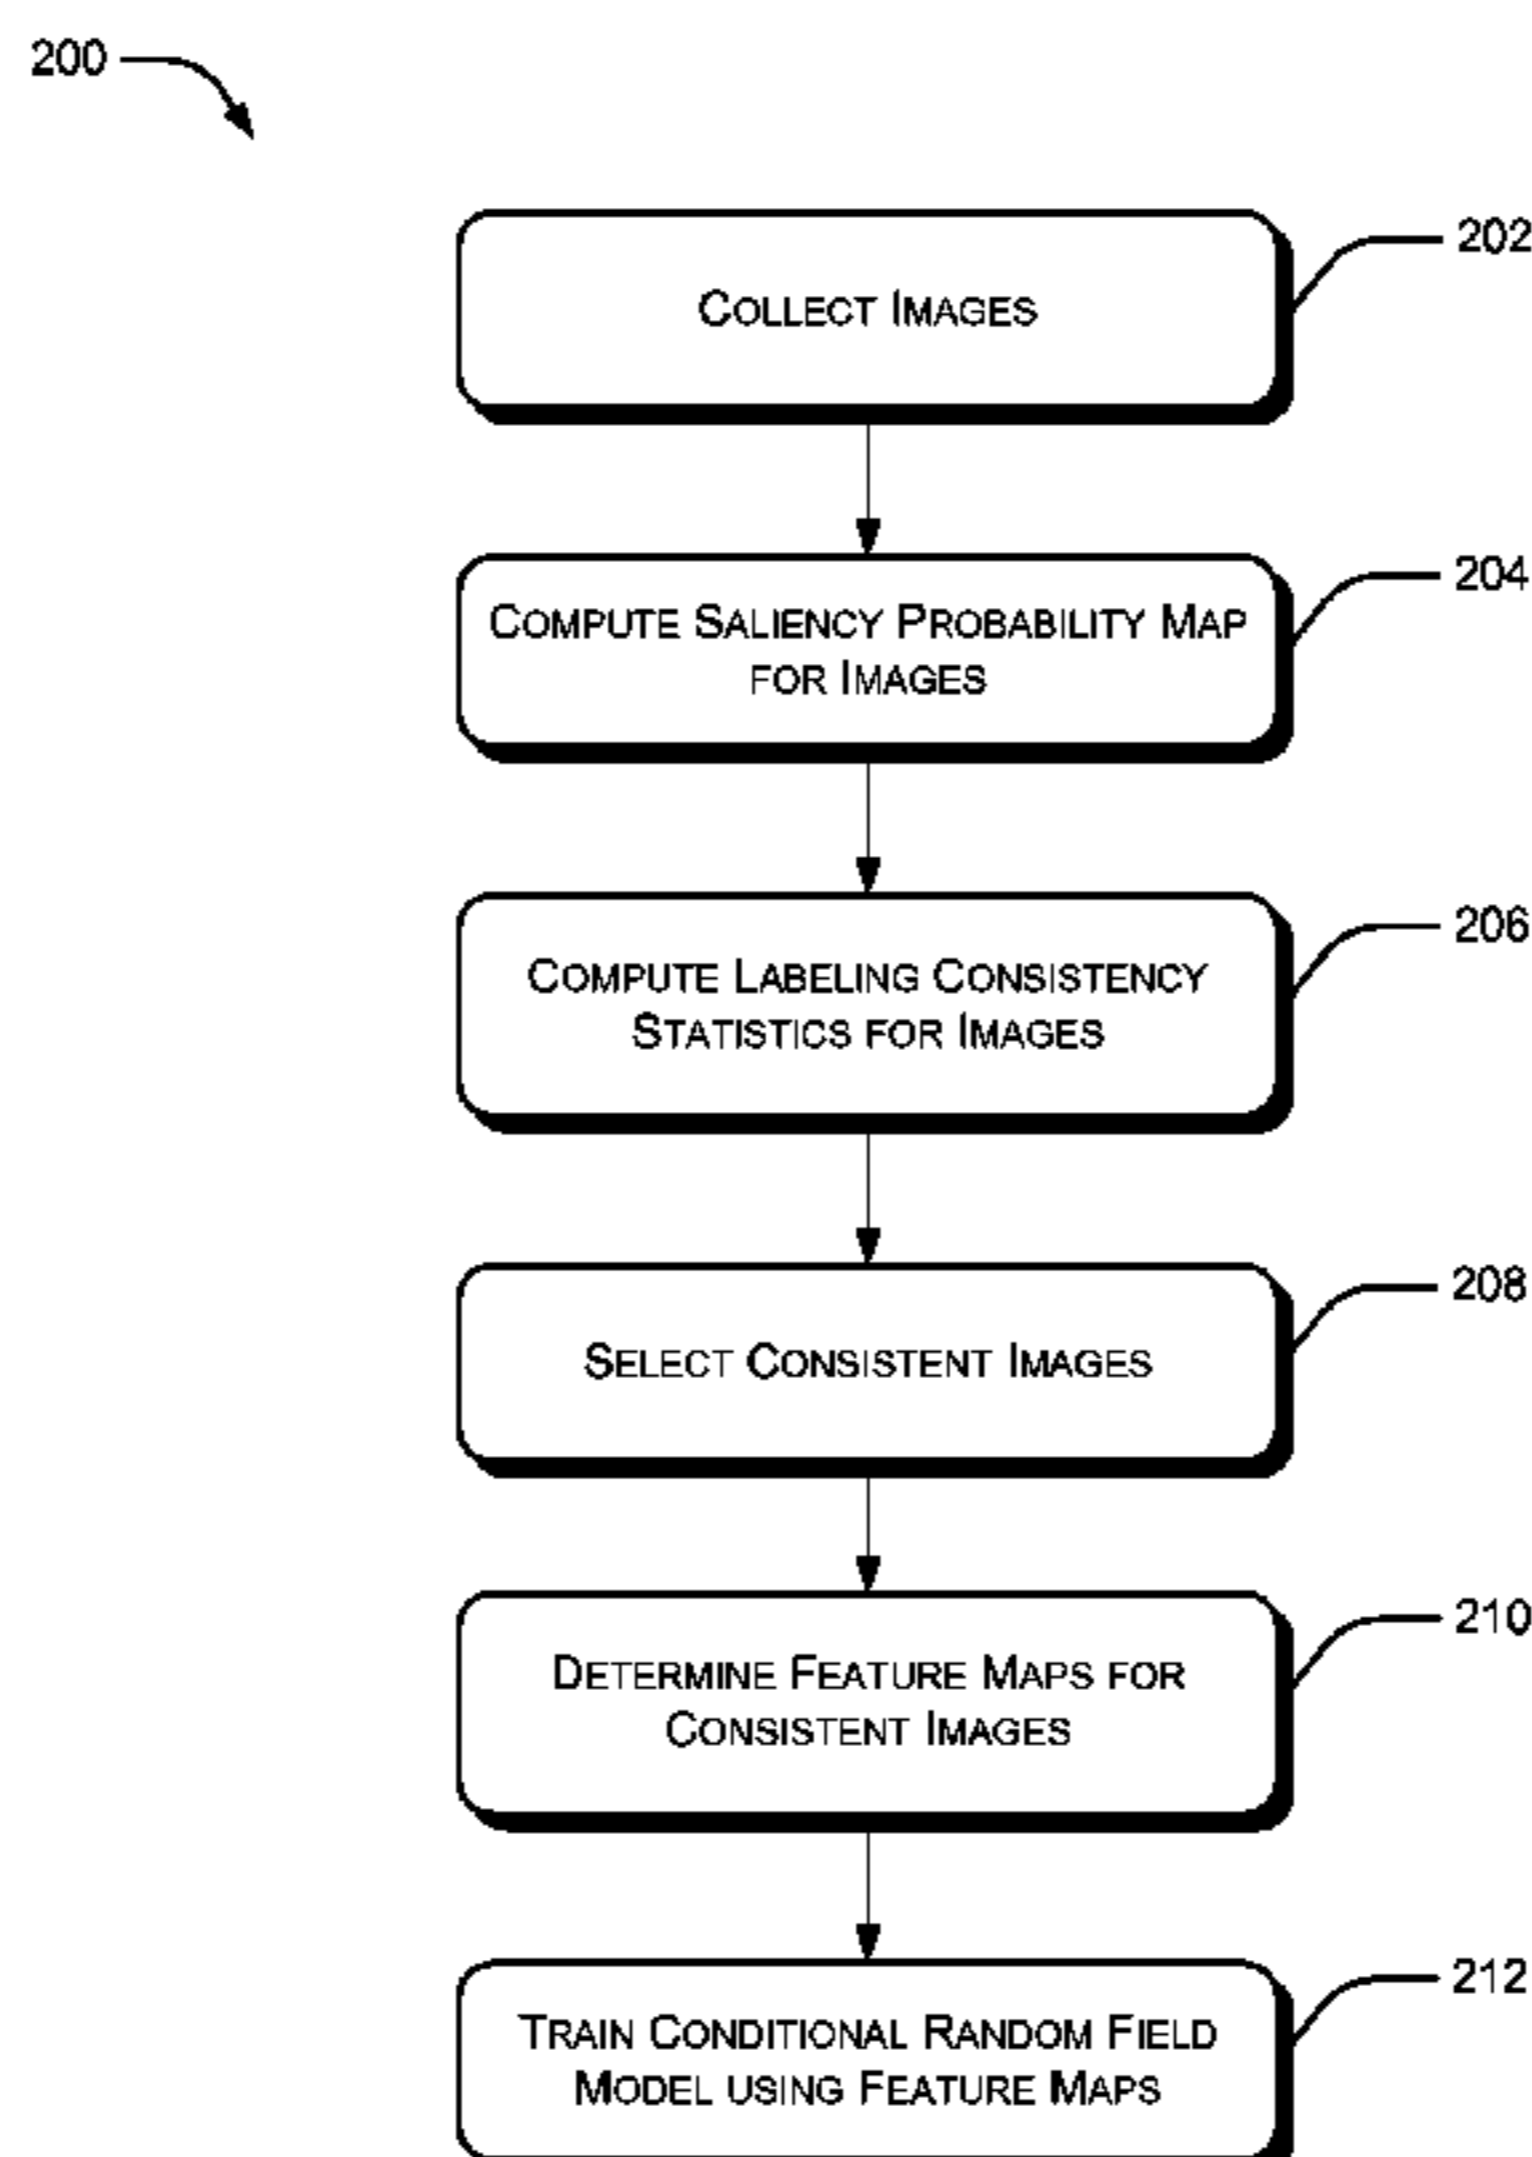 200
COLLECT IMAGES
202
COMPUTE SALIENCY PROBABILITY MAP
FOR IMAGES
204
COMPUTE LABELING CONSISTENCY
STATISTICS FOR IMAGES
206
SELECT CONSISTENT IMAGES
208
DETERMINE FEATURE MAPS FOR
CONSISTENT IMAGES
210
TRAIN CONDITIONAL RANDOM FIELD
MODEL USING FEATURE MAPS
212